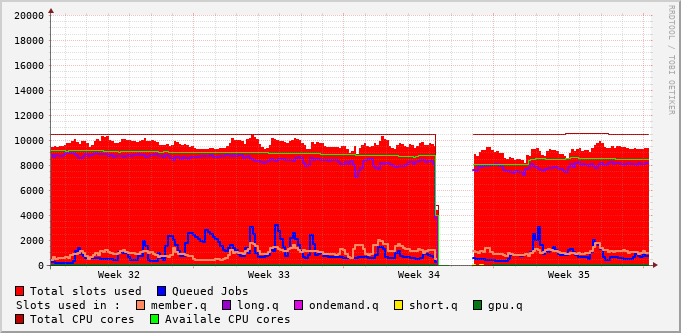 20000
18000
16000
14000
12000
10000
8000
6000
4000
2000
0
Week 32 Week 33 Week 34 Week 35
Total slots used Queued Jobs
Slots used in : member.q long.q ondemand.q short.q gpu.q
Total CPU cores Availale CPU cores
RRDTOOL / TOBI OETIKER